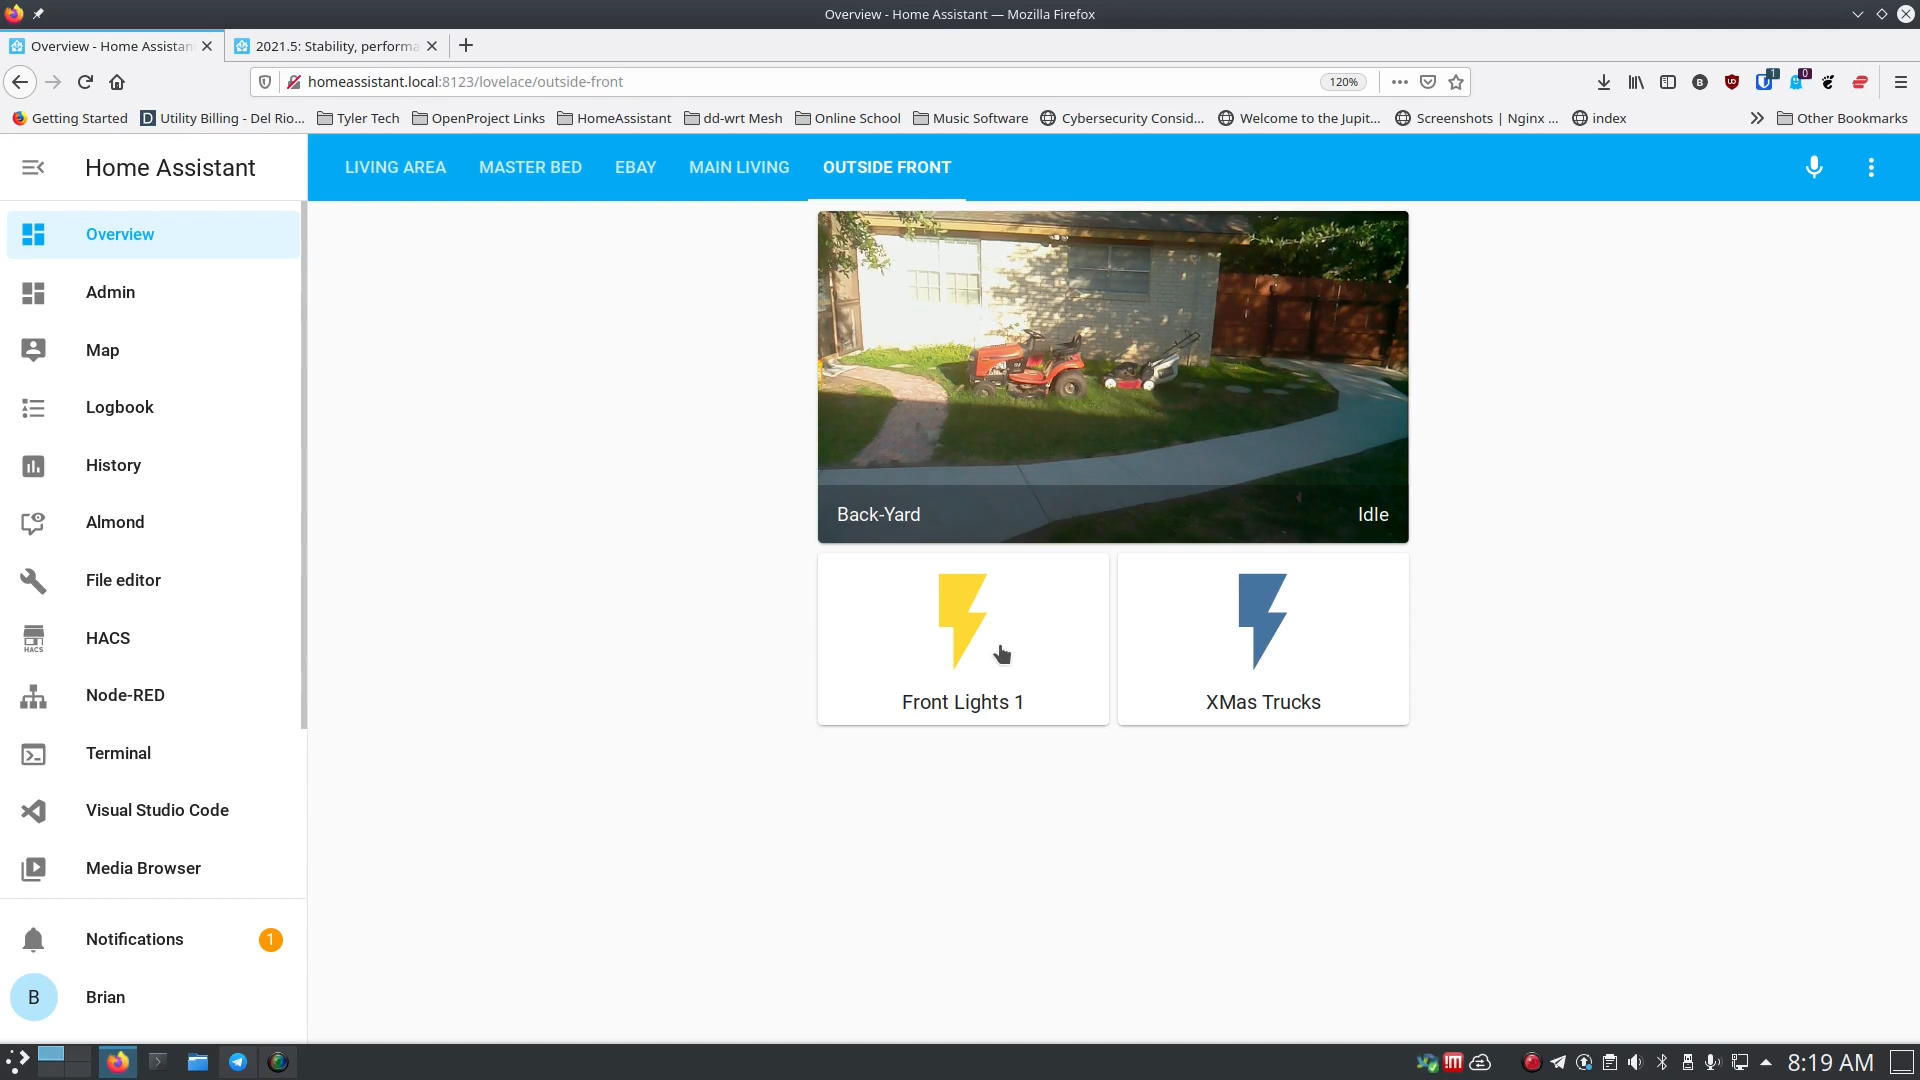 Overview - Home Assistant — Mozilla Firefox
Overview - Home Assistan
2021.5: Stability, performa
homeassistant.local:8123/lovelace/outside-front
120%
1
0
Getting Started
Utility Billing - Del Rio...
Tyler Tech
OpenProject Links
HomeAssistant
dd-wrt Mesh
Online School
Music Software
Cybersecurity Consid...
Welcome to the Jupit...
Screenshots | Nginx ...
index
Other Bookmarks
Home Assistant
LIVING AREA
MASTER BED
EBAY
MAIN LIVING
OUTSIDE FRONT
Overview
Admin
Map
Logbook
History
Almond
File editor
HACS
HACS
Node-RED
Terminal
Visual Studio Code
Media Browser
Notifications
1
B
Brian
Back-Yard
Idle
Front Lights 1
XMas Trucks
8:19 AM